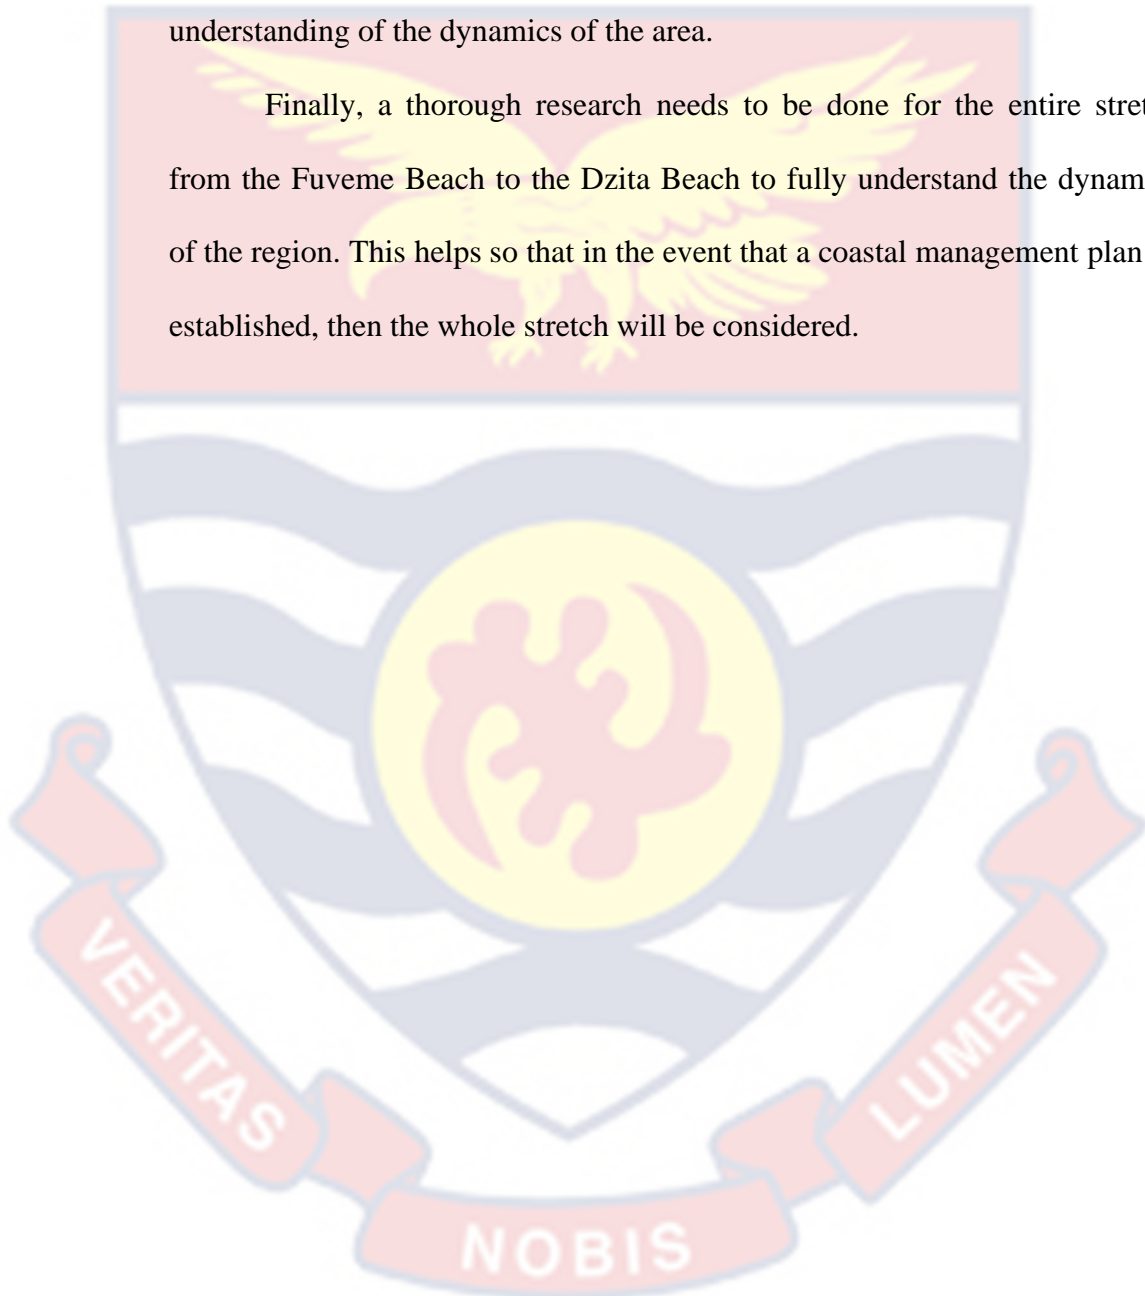 understanding of the dynamics of the area.
Finally, a thorough research needs to be done for the entire stret
from the Fuveme Beach to the Dzita Beach to fully understand the dynami
of the region. This helps so that in the event that a coastal management plan
established, then the whole stretch will be considered.
VERITAS
NOBIS
LUMEN